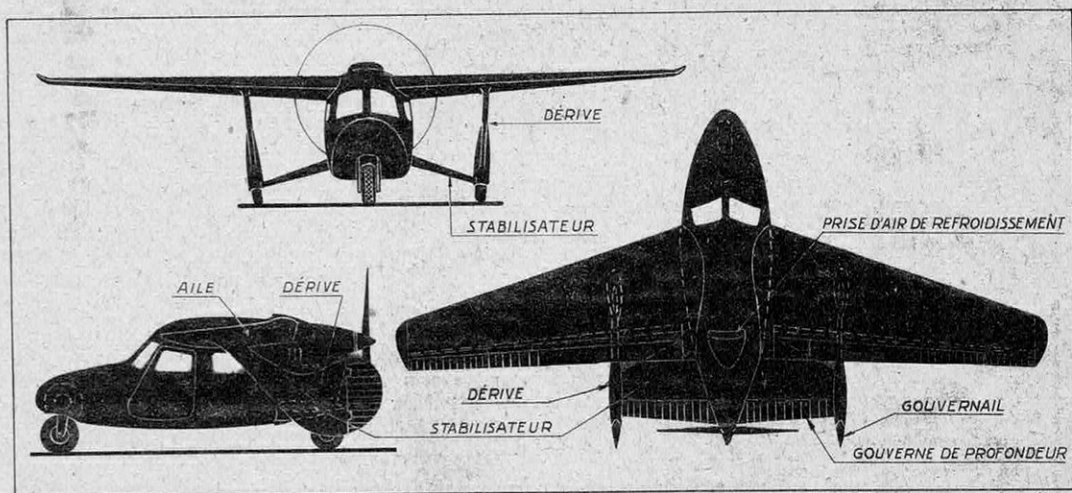 DÉRIVE
STABILISATEUR
PRISE D'AIR DE REFROIDISSEMENT
AILE
DÉRIVE
DÉRIVE
STABILISATEUR
GOUVERNAIL
GOUVERNE DE PROFONDEUR